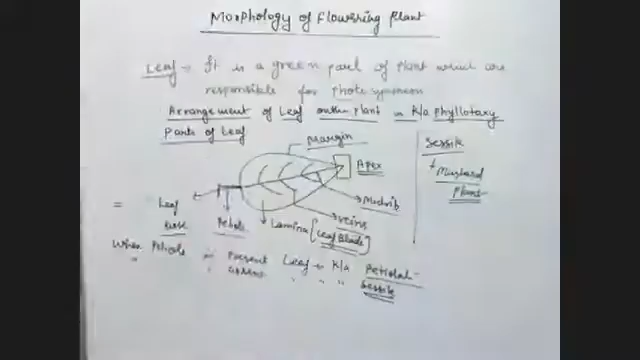 Morphology of Flowering Plant
Leaf :- It is a green part of plant which are
responsible for Photosynthesis
Arrangement of Leaf on the Plant is K/a Phyllotaxy
Parts of Leaf
margin
Apex
Midrib
veins
Lamina [Leaf Blade]
Petiole
= Leaf
base
When Petiole is Present Leaf is K/a Petiolate
" " " " " Sessile
Sessile
+ Mustard
Plant